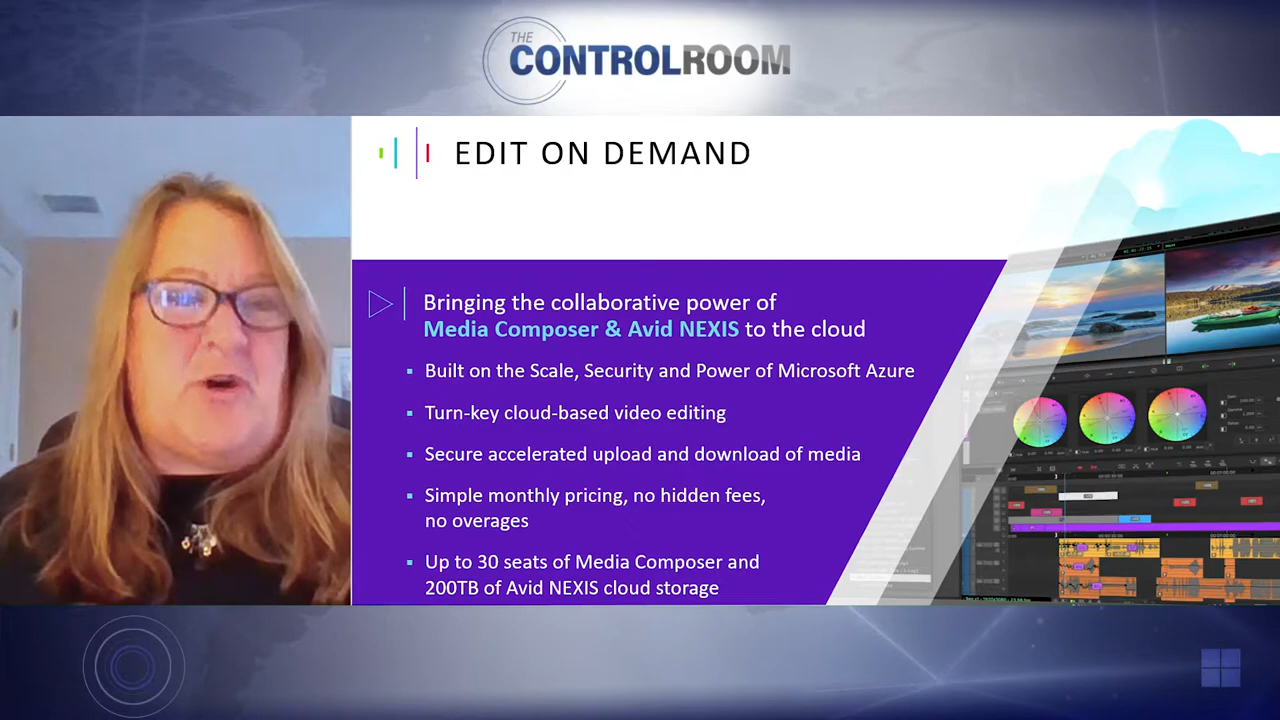 THE
CONTROLROOM
EDIT ON DEMAND
Bringing the collaborative power of
Media Composer & Avid NEXIS to the cloud
Built on the Scale, Security and Power of Microsoft Azure
Turn-key cloud-based video editing
Secure accelerated upload and download of media
Simple monthly pricing, no hidden fees,
no overages
Up to 30 seats of Media Composer and
200TB of Avid NEXIS cloud storage